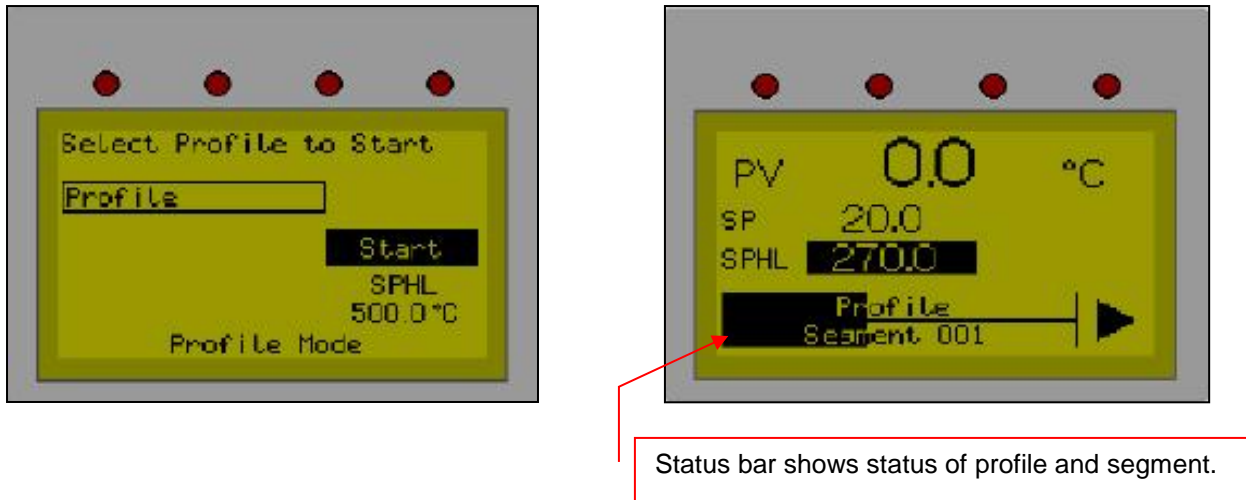 Select Profile to Start
Profile
Start
SPHL
500.0 °C
Profile Mode
PV 0.0 °C
SP 20.0
SPHL 270.0
Profile
Segment 001
Status bar shows status of profile and segment.